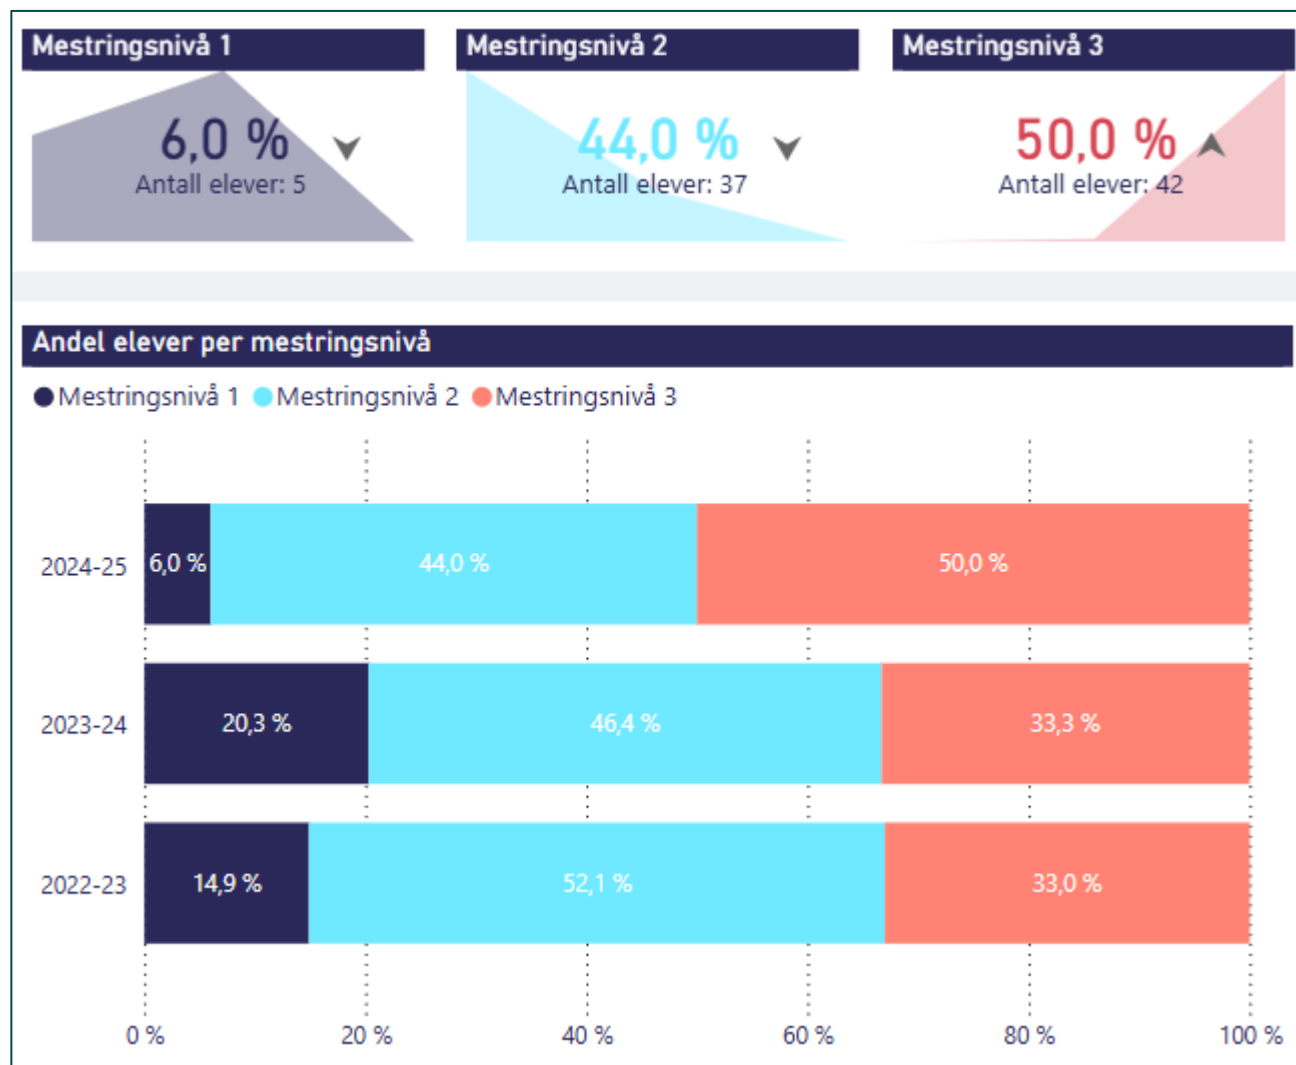 Mestringsnivå 1
Mestringsnivå 2
Mestringsnivå 3
6,0 %
44,0 %
50,0 %
Antall elever: 5
Antall elever: 37
Antall elever: 42
Andel elever per mestringsnivå
Mestringsnivå 1 Mestringsnivå 2 Mestringsnivå 3
2024-25 6,0 % 44,0 % 50,0 %
2023-24 20,3 % 46,4 % 33,3 %
2022-23 14,9 % 52,1 % 33,0 %
0 % 20 % 40 % 60 % 80 % 100 %